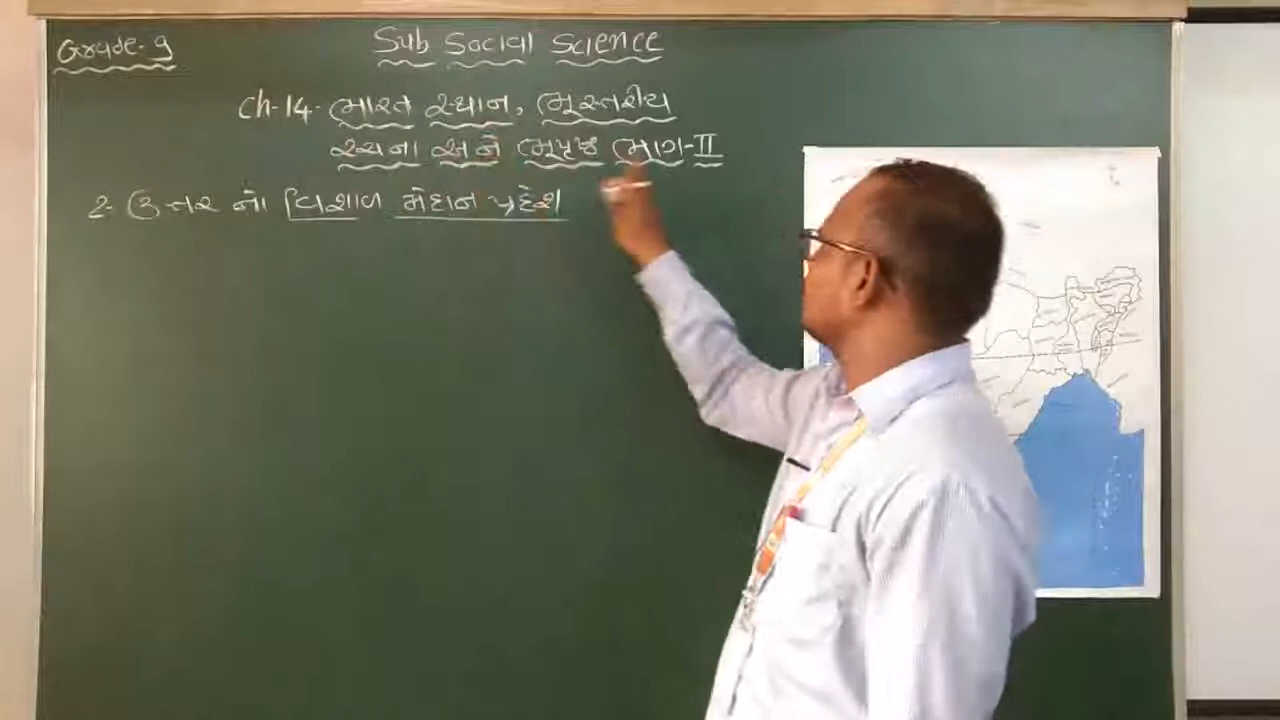 Grade-9
Sub Social Science
Ch-14. ભારત સ્થાન, ભૂસ્તરીય
રચના અને ભૂપૃષ્ઠ ભાગ-II
2- ઉત્તર નો વિશાળ મેદાન પ્રદેશ